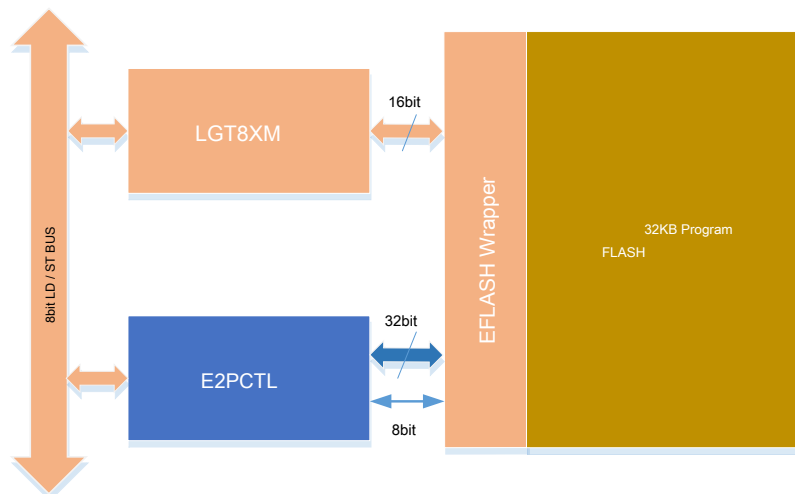 8bit LD / ST BUS
LGT8XM
16bit
EFLASH Wrapper
32KB Program
FLASH
E2PCTL
32bit
8bit